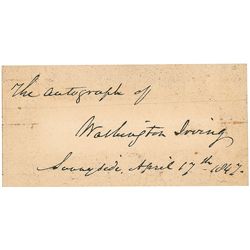 The autograph of
Washington Irving
Sunnyside, April 17th 1847.